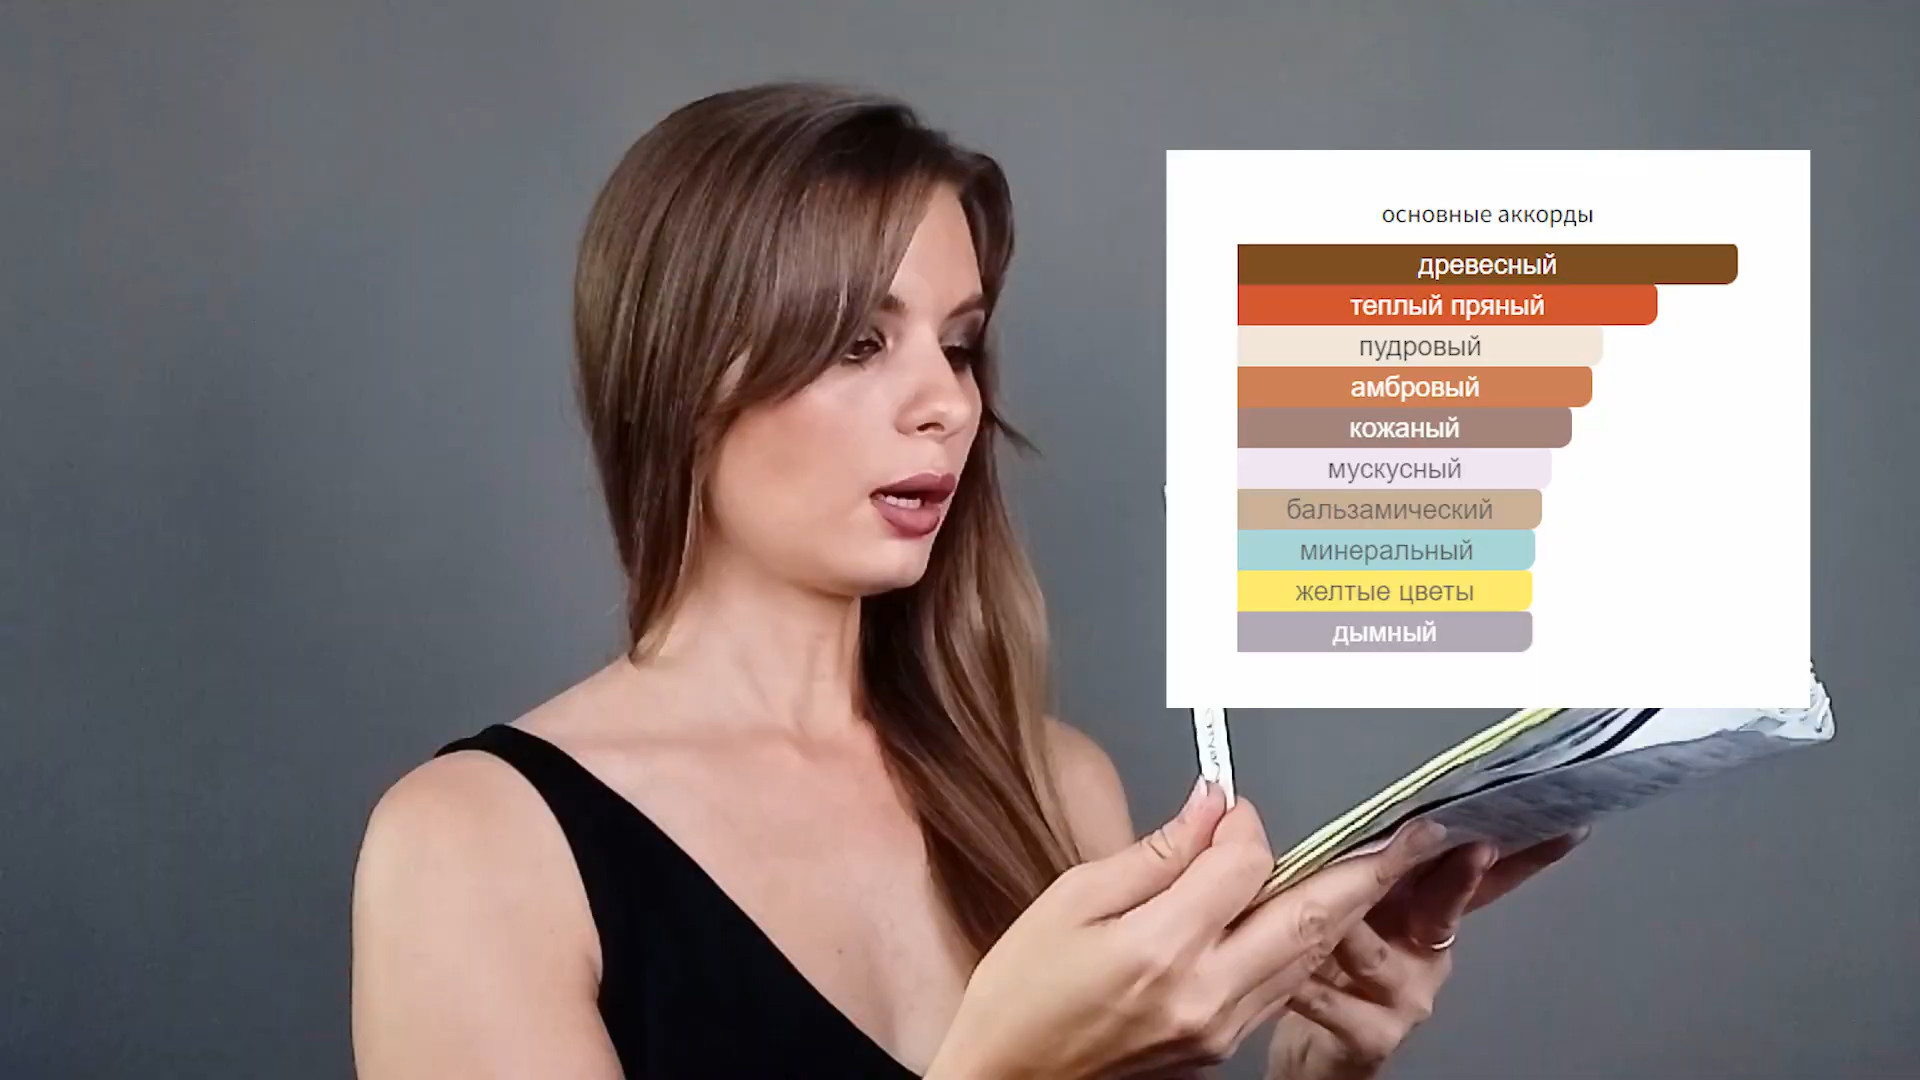 основные аккорды
древесный
теплый пряный
пудровый
амбровый
кожаный
мускусный
бальзамический
минеральный
желтые цветы
дымный